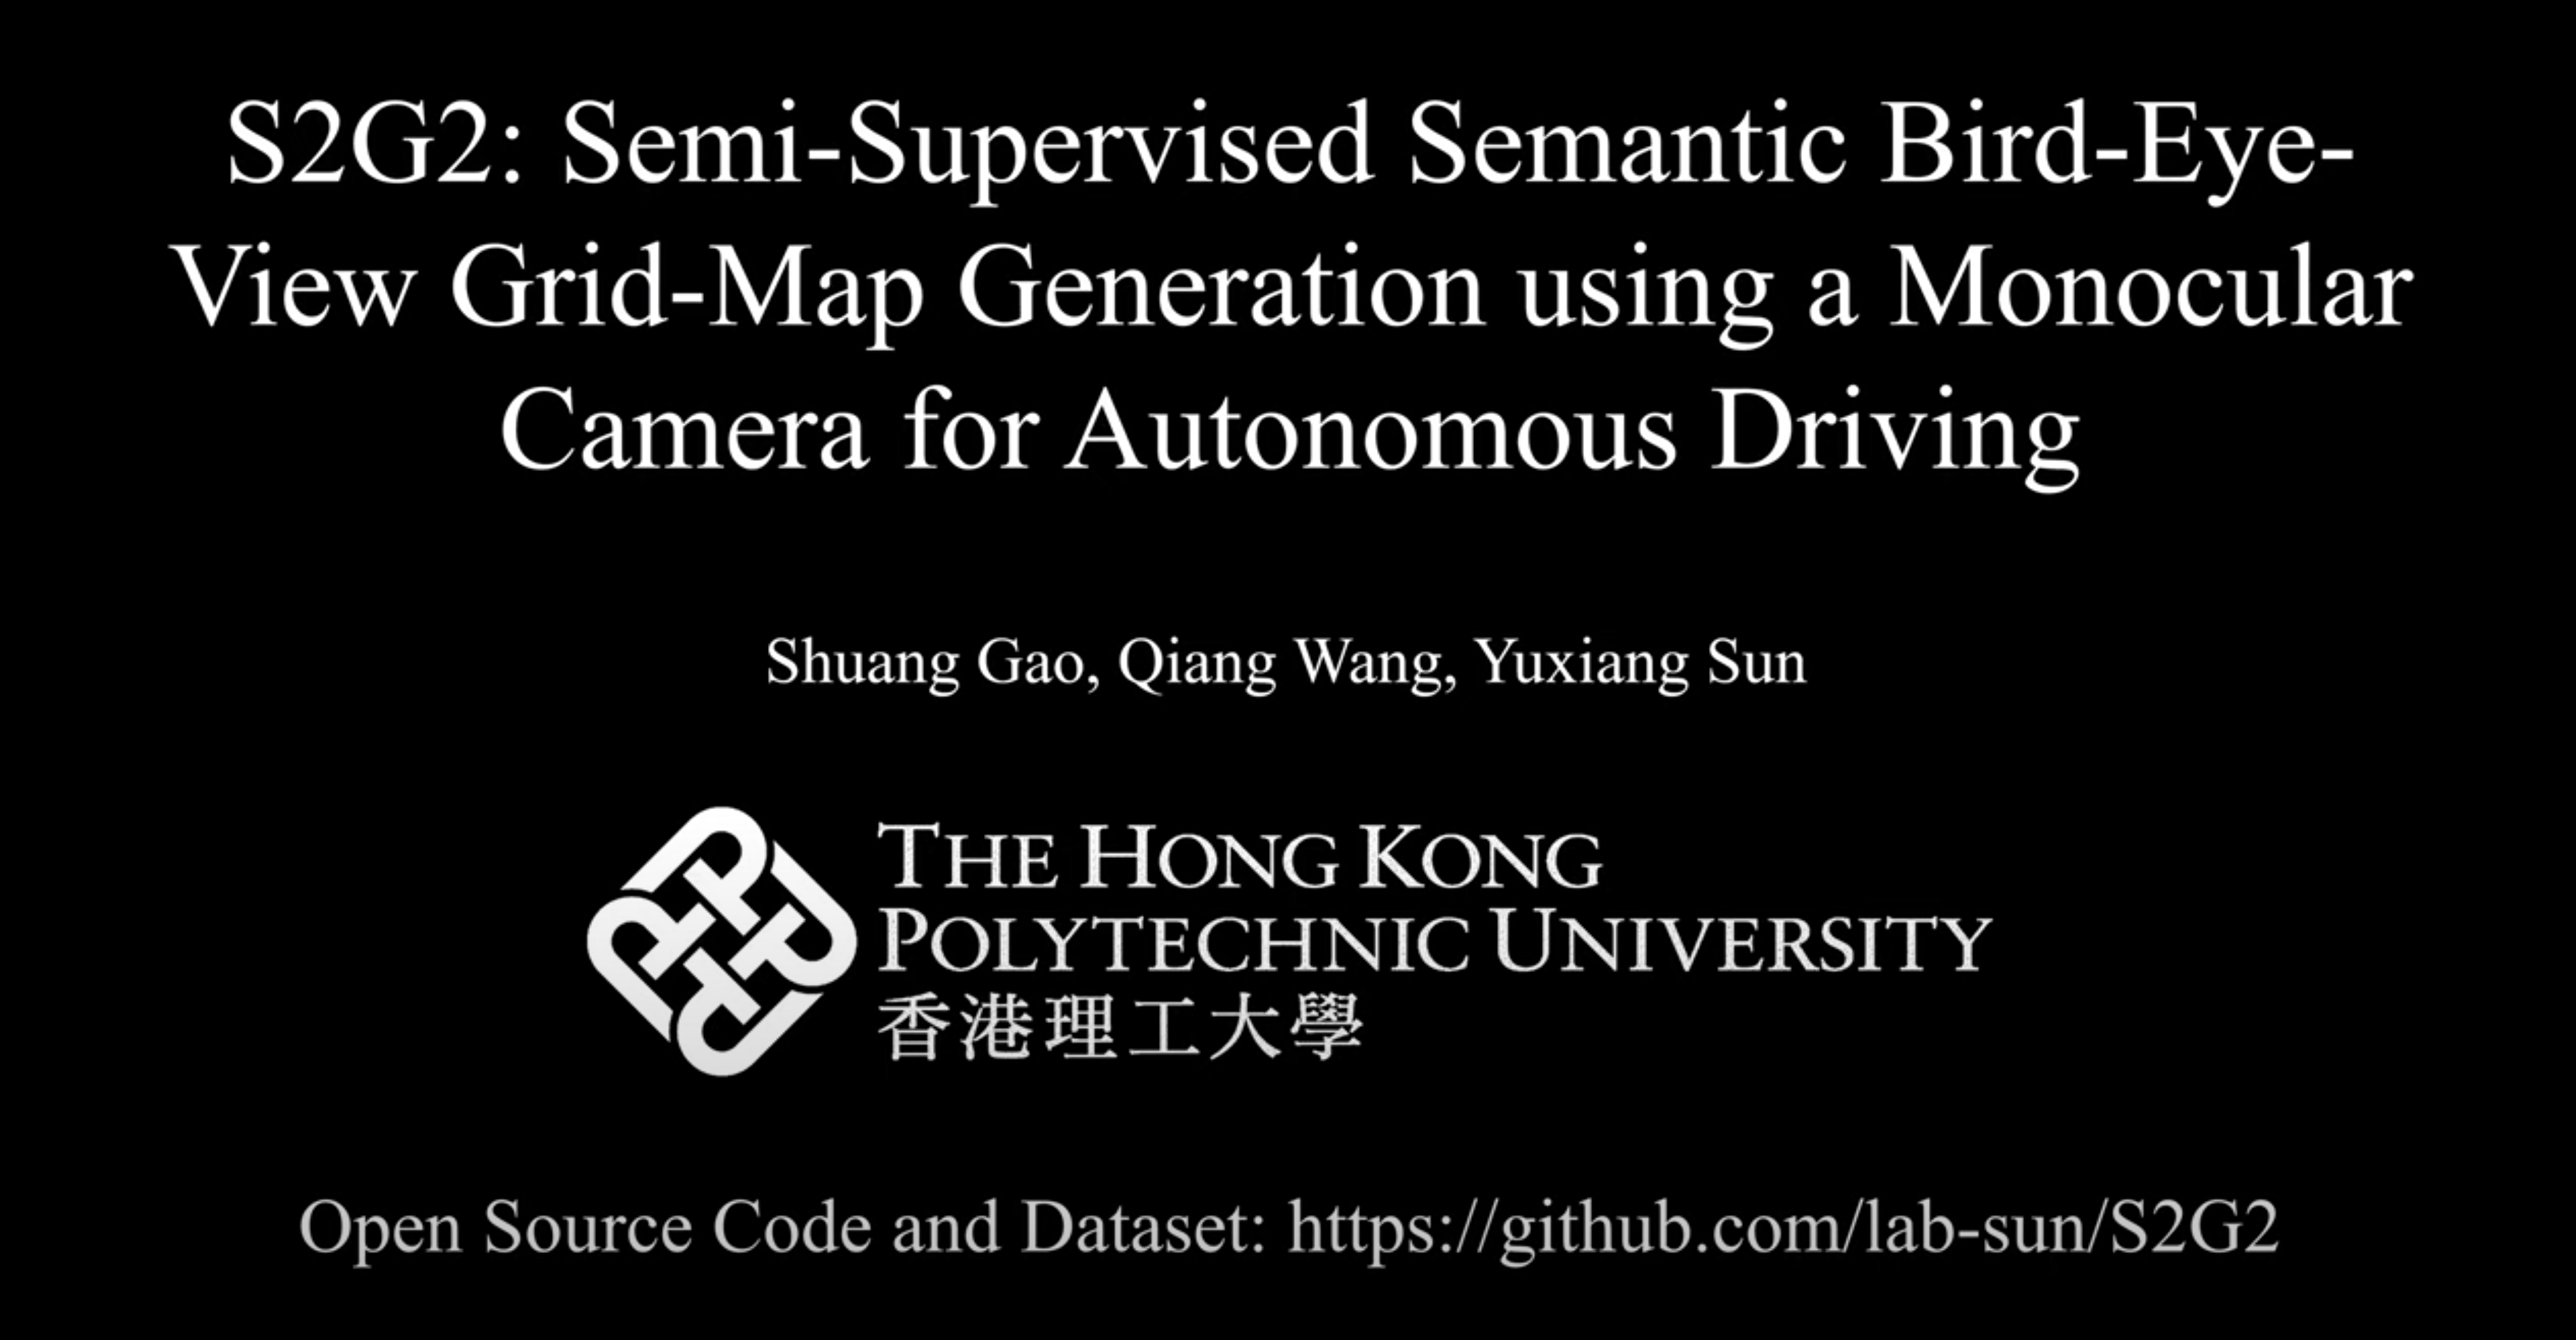 S2G2: Semi-Supervised Semantic Bird-Eye-
View Grid-Map Generation using a Monocular
Camera for Autonomous Driving
Shuang Gao, Qiang Wang, Yuxiang Sun
THE HONG KONG
POLYTECHNIC UNIVERSITY
香港理工大學
Open Source Code and Dataset: https://github.com/lab-sun/S2G2